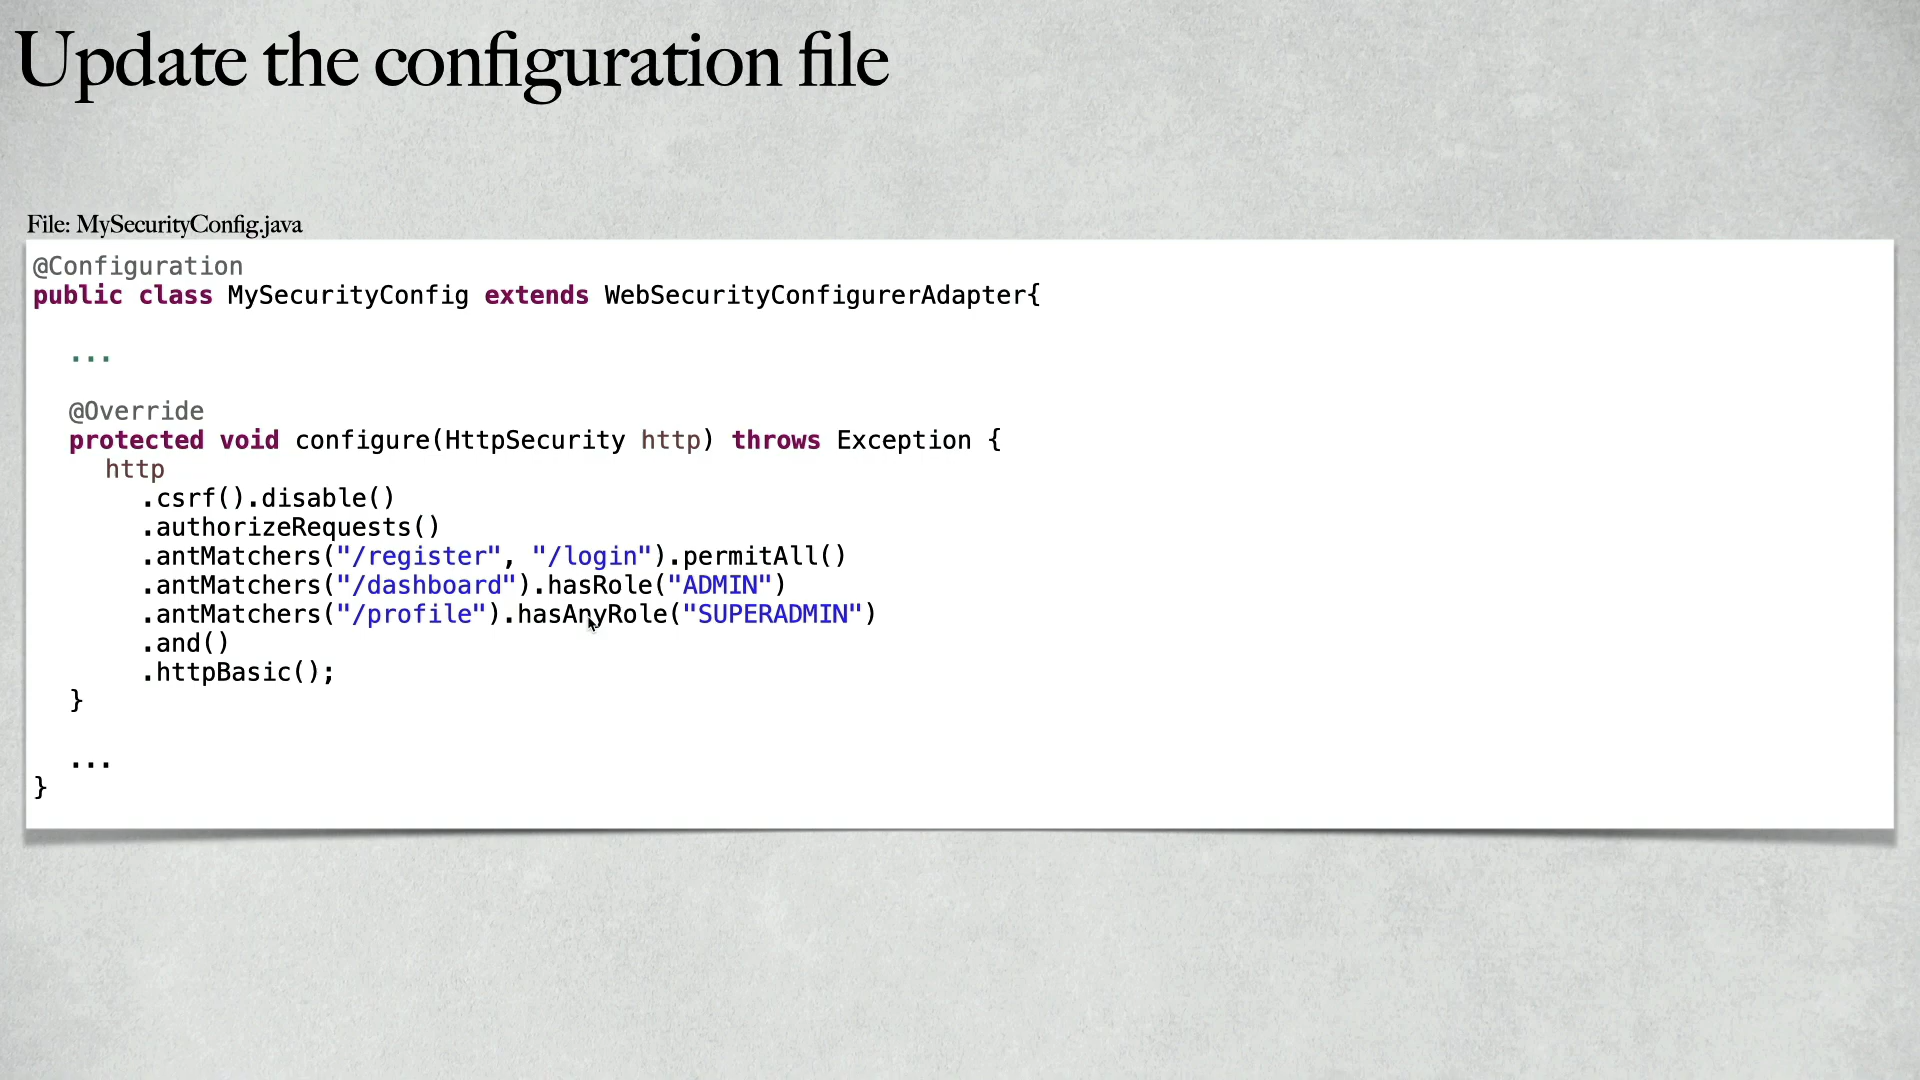 Update the configuration file
File: MySecurityConfig.java
@Configuration
public class MySecurityConfig extends WebSecurityConfigurerAdapter{
...
@Override
protected void configure(HttpSecurity http) throws Exception {
http
.csrf().disable()
.authorizeRequests()
.antMatchers("/register", "/login").permitAll()
.antMatchers("/dashboard").hasRole("ADMIN")
.antMatchers("/profile").hasAnyRole("SUPERADMIN")
.and()
.httpBasic();
}
...
}